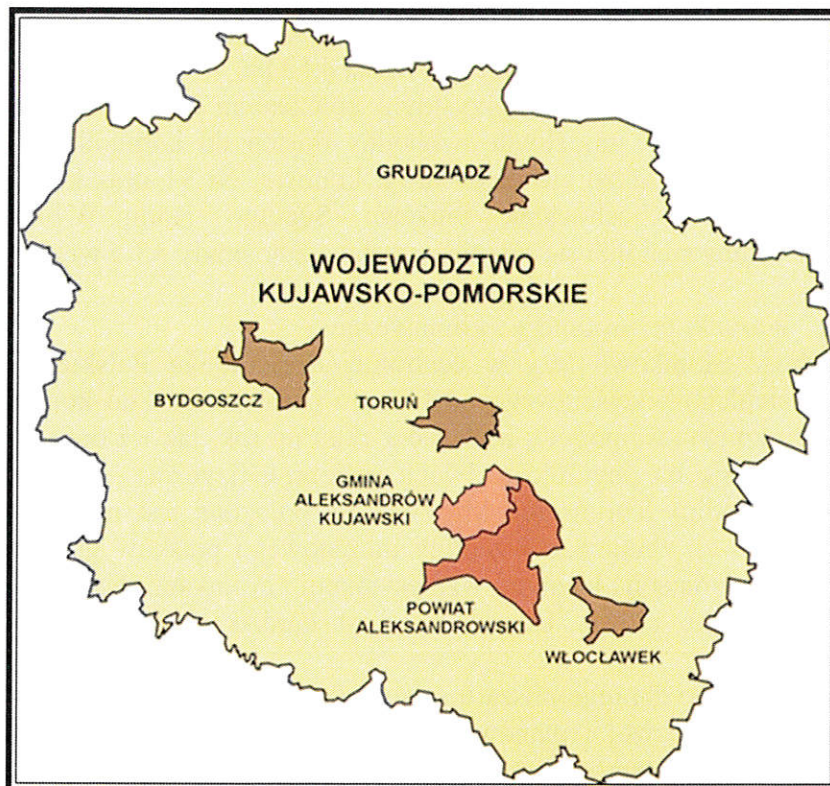 GRUDZIĄDZ
WOJEWÓDZTWO
KUJAWSKO-POMORSKIE
BYDGOSZCZ
TORUŃ
GMINA
ALEKSANDRÓW
KUJAWSKI
POWIAT
ALEKSANDROWSKI
WŁOCŁAWEK